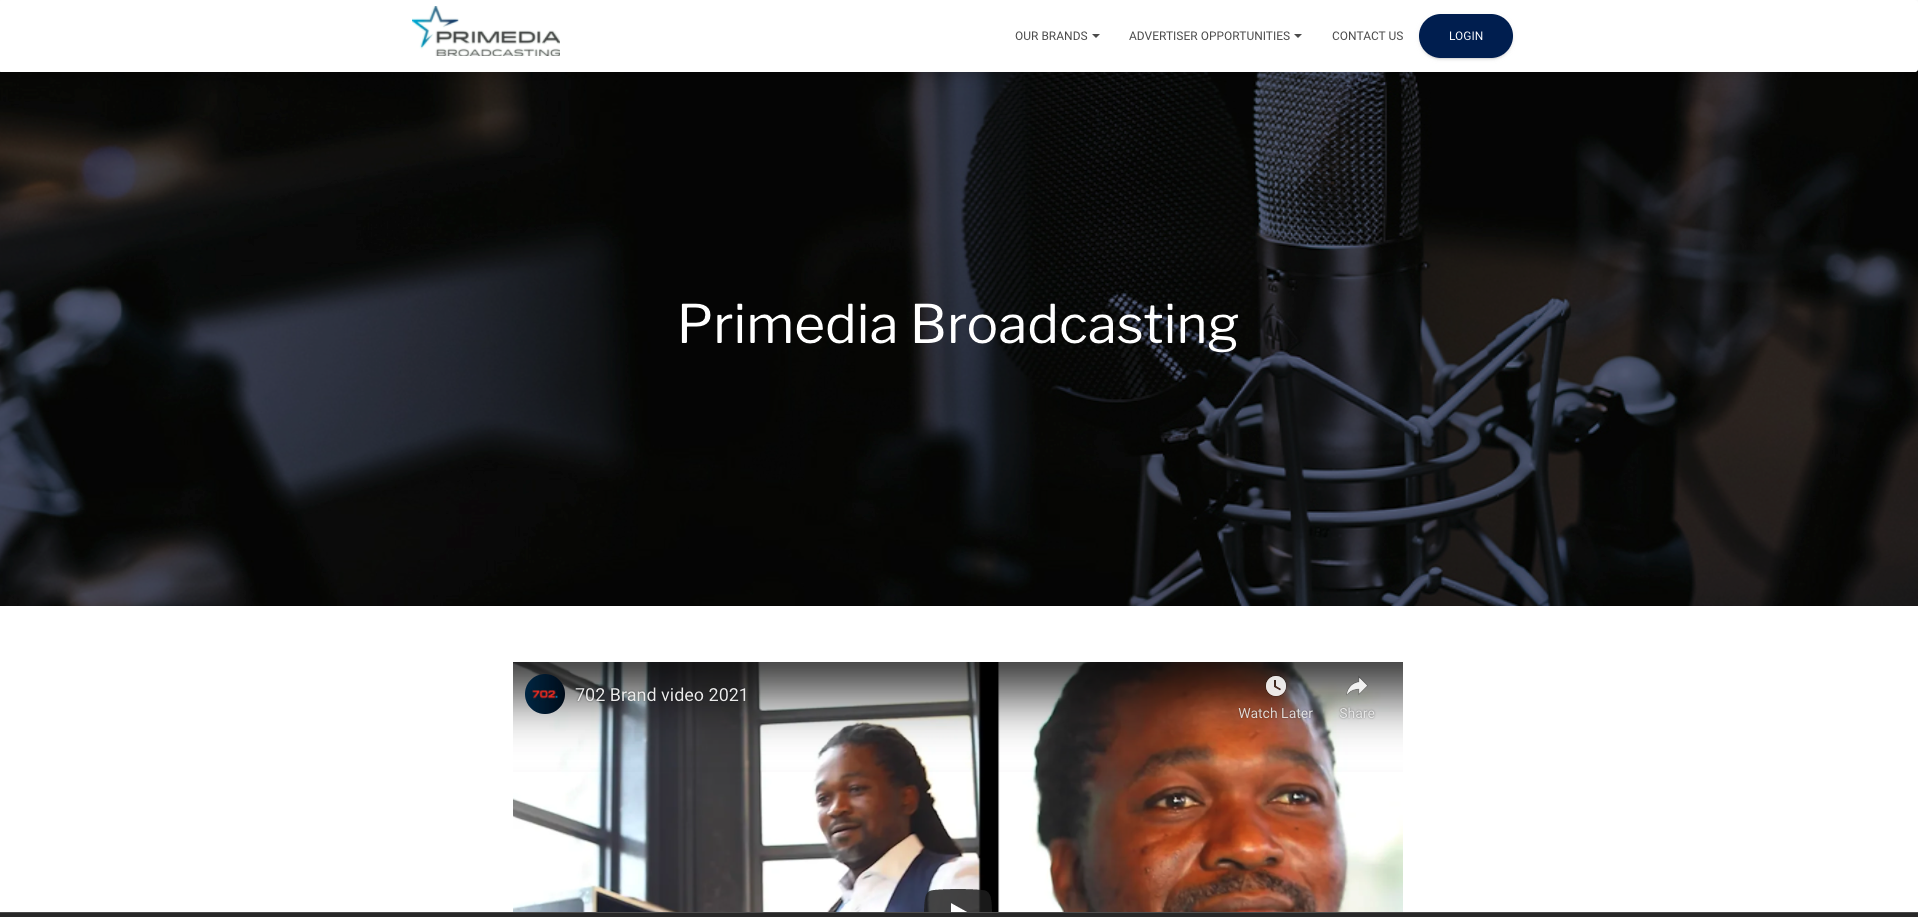 PRIMEDIA
BROADCASTING
OUR BRANDS
ADVERTISER OPPORTUNITIES
CONTACT US
LOGIN
Primedia Broadcasting
702.
702 Brand video 2021
Watch Later
Share